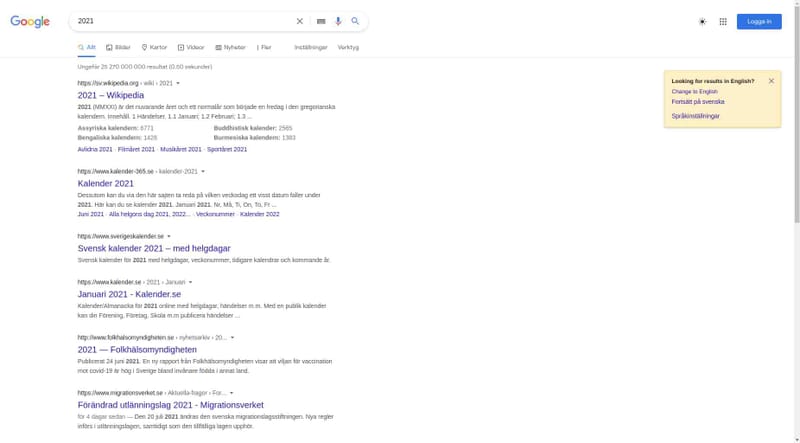 Google
2021
Logga in
Allt
Bilder
Kartor
Videor
Nyheter
Fler
Inställningar
Verktyg
Ungefär 25 270 000 000 resultat (0,60 sekunder)
Looking for results in English?
Change to English
Fortsätt på svenska
Språkinställningar
https://sv.wikipedia.org › wiki › 2021
2021 – Wikipedia
2021 (MMXXI) är det nuvarande året och ett normalår som började en fredag i den gregorianska
kalendern. Innehåll. 1 Händelser. 1.1 Januari; 1.2 Februari; 1.3 ...
Assyriska kalendern: 6771 Buddhistisk kalender: 2565
Bengaliska kalendern: 1428 Burmesiska kalendern: 1383
Avlidna 2021 · Filmåret 2021 · Musikåret 2021 · Sportåret 2021
https://www.kalender-365.se › kalender-2021
Kalender 2021
Dessutom kan du via den här sajten ta reda på vilken veckodag ett visst datum faller under
2021. Här kan du se kalender 2021. Januari 2021. Nr, Må, Ti, On, To, Fr ...
Juni 2021 · Alla helgons dag 2021, 2022... · Veckonummer · Kalender 2022
https://www.sverigeskalender.se
Svensk kalender 2021 – med helgdagar
Svensk kalender för 2021 med helgdagar, veckonummer, tidigare kalendrar och kommande år.
https://www.kalender.se › 2021 › Januari
Januari 2021 - Kalender.se
Kalender/Almanacka för 2021 online med helgdagar, händelser m.m. Med en publik kalender
kan din Förening, Företag, Skola m.m publicera händelser ...
http://www.folkhalsomyndigheten.se › nyhetsarkiv › 20...
2021 — Folkhälsomyndigheten
Publicerat 24 juni 2021. En ny rapport från Folkhälsomyndigheten visar att viljan för vaccination
mot covid-19 är hög i Sverige bland invånare födda i annat land.
https://www.migrationsverket.se › Aktuella-fragor › For...
Förändrad utlänningslag 2021 - Migrationsverket
för 4 dagar sedan — Den 20 juli 2021 ändras den svenska migrationslagstiftningen. Nya regler
införs i utlänningslagen, samtidigt som den tillfälliga lagen upphör.